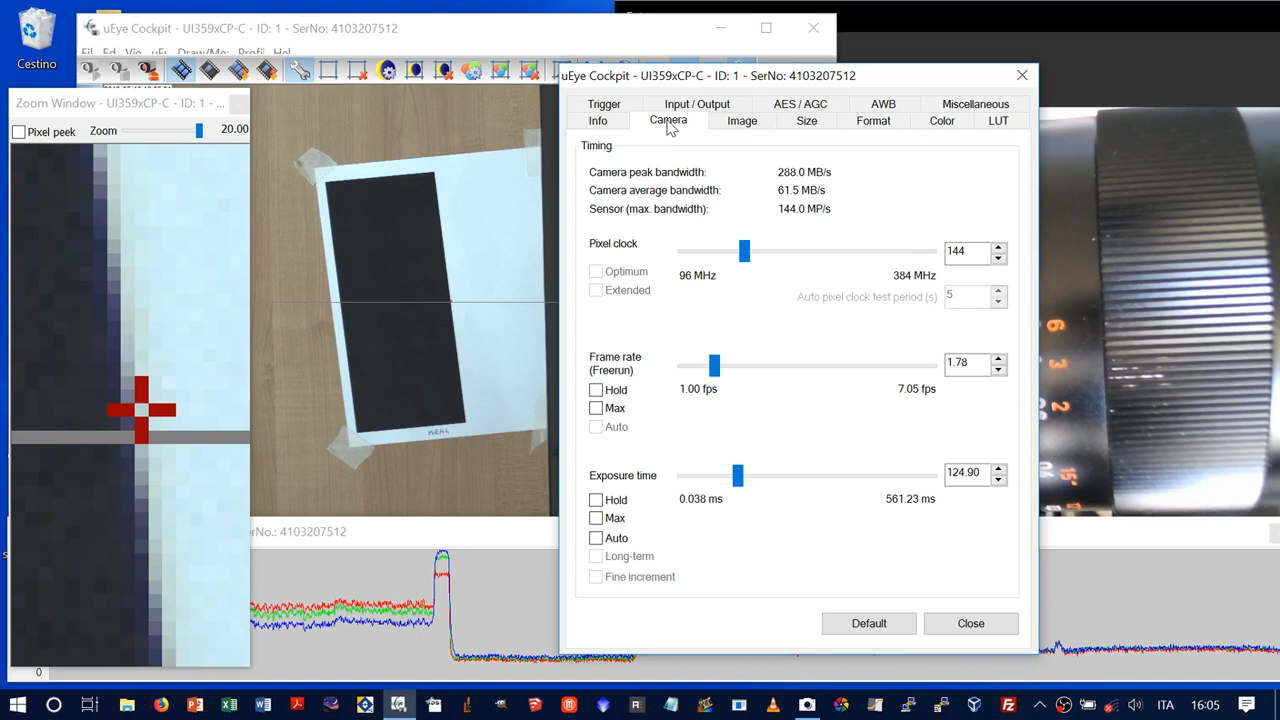 Cestino
uEye Cockpit - UI359xCP-C - ID: 1 - SerNo: 4103207512
Zoom Window - UI359xCP-C: ID: 1 - ...
Pixel peek
Zoom
20.00
uEye Cockpit - UI359xCP-C - ID: 1 - SerNo: 4103207512
Trigger
Input / Output
AES / AGC
AWB
Miscellaneous
Info
Camera
Image
Size
Format
Color
LUT
Timing
Camera peak bandwidth: 288.0 MB/s
Camera average bandwidth: 61.5 MB/s
Sensor (max. bandwidth): 144.0 MP/s
Pixel clock
144
Optimum
96 MHz
384 MHz
Extended
Auto pixel clock test period (s)
5
Frame rate
(Freerun)
1.78
Hold
1.00 fps
7.05 fps
Max
Auto
Exposure time
124.90
Hold
0.038 ms
561.23 ms
Max
Auto
Long-term
Fine increment
Default
Close
erNo.: 4103207512
0
6
3
2
15'
ITA
16:05